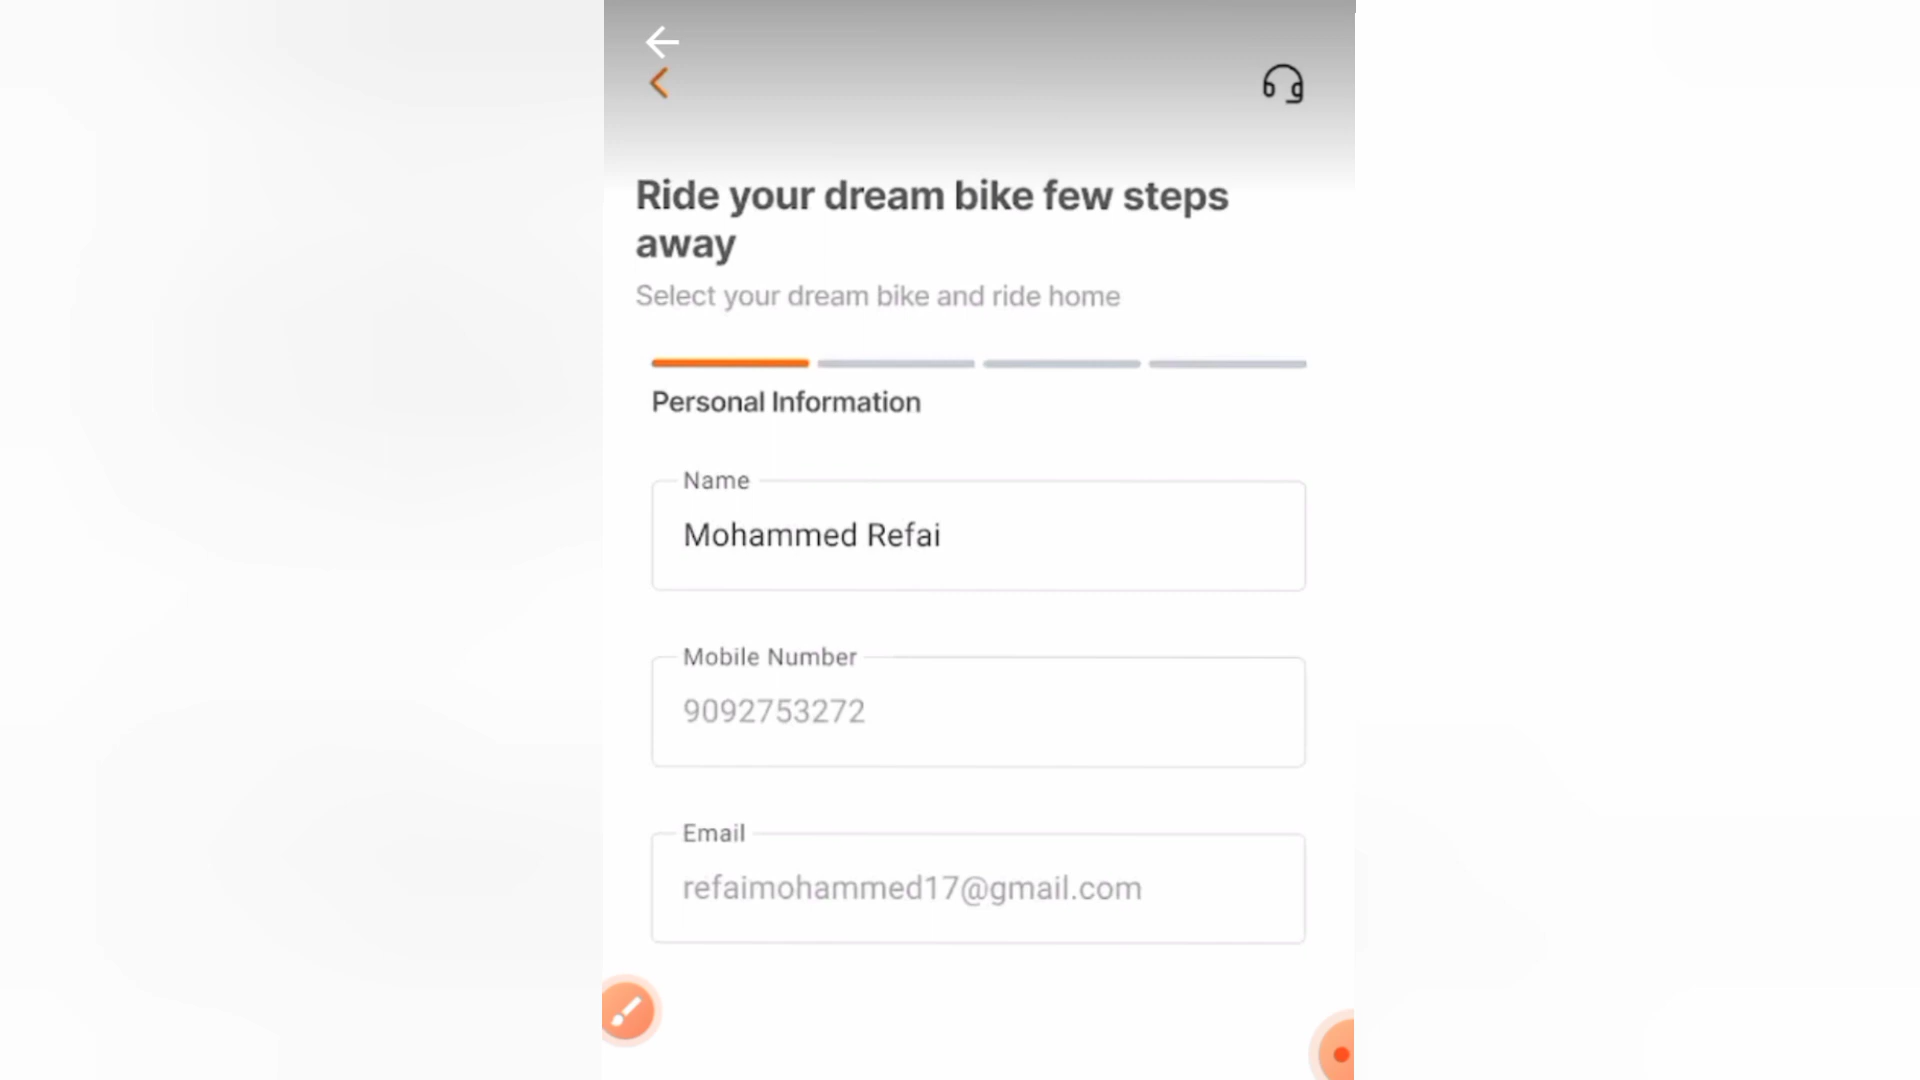 Ride your dream bike few steps
away
Select your dream bike and ride home
Personal Information
Name
Mohammed Refai
Mobile Number
9092753272
Email
refaimohammed17@gmail.com